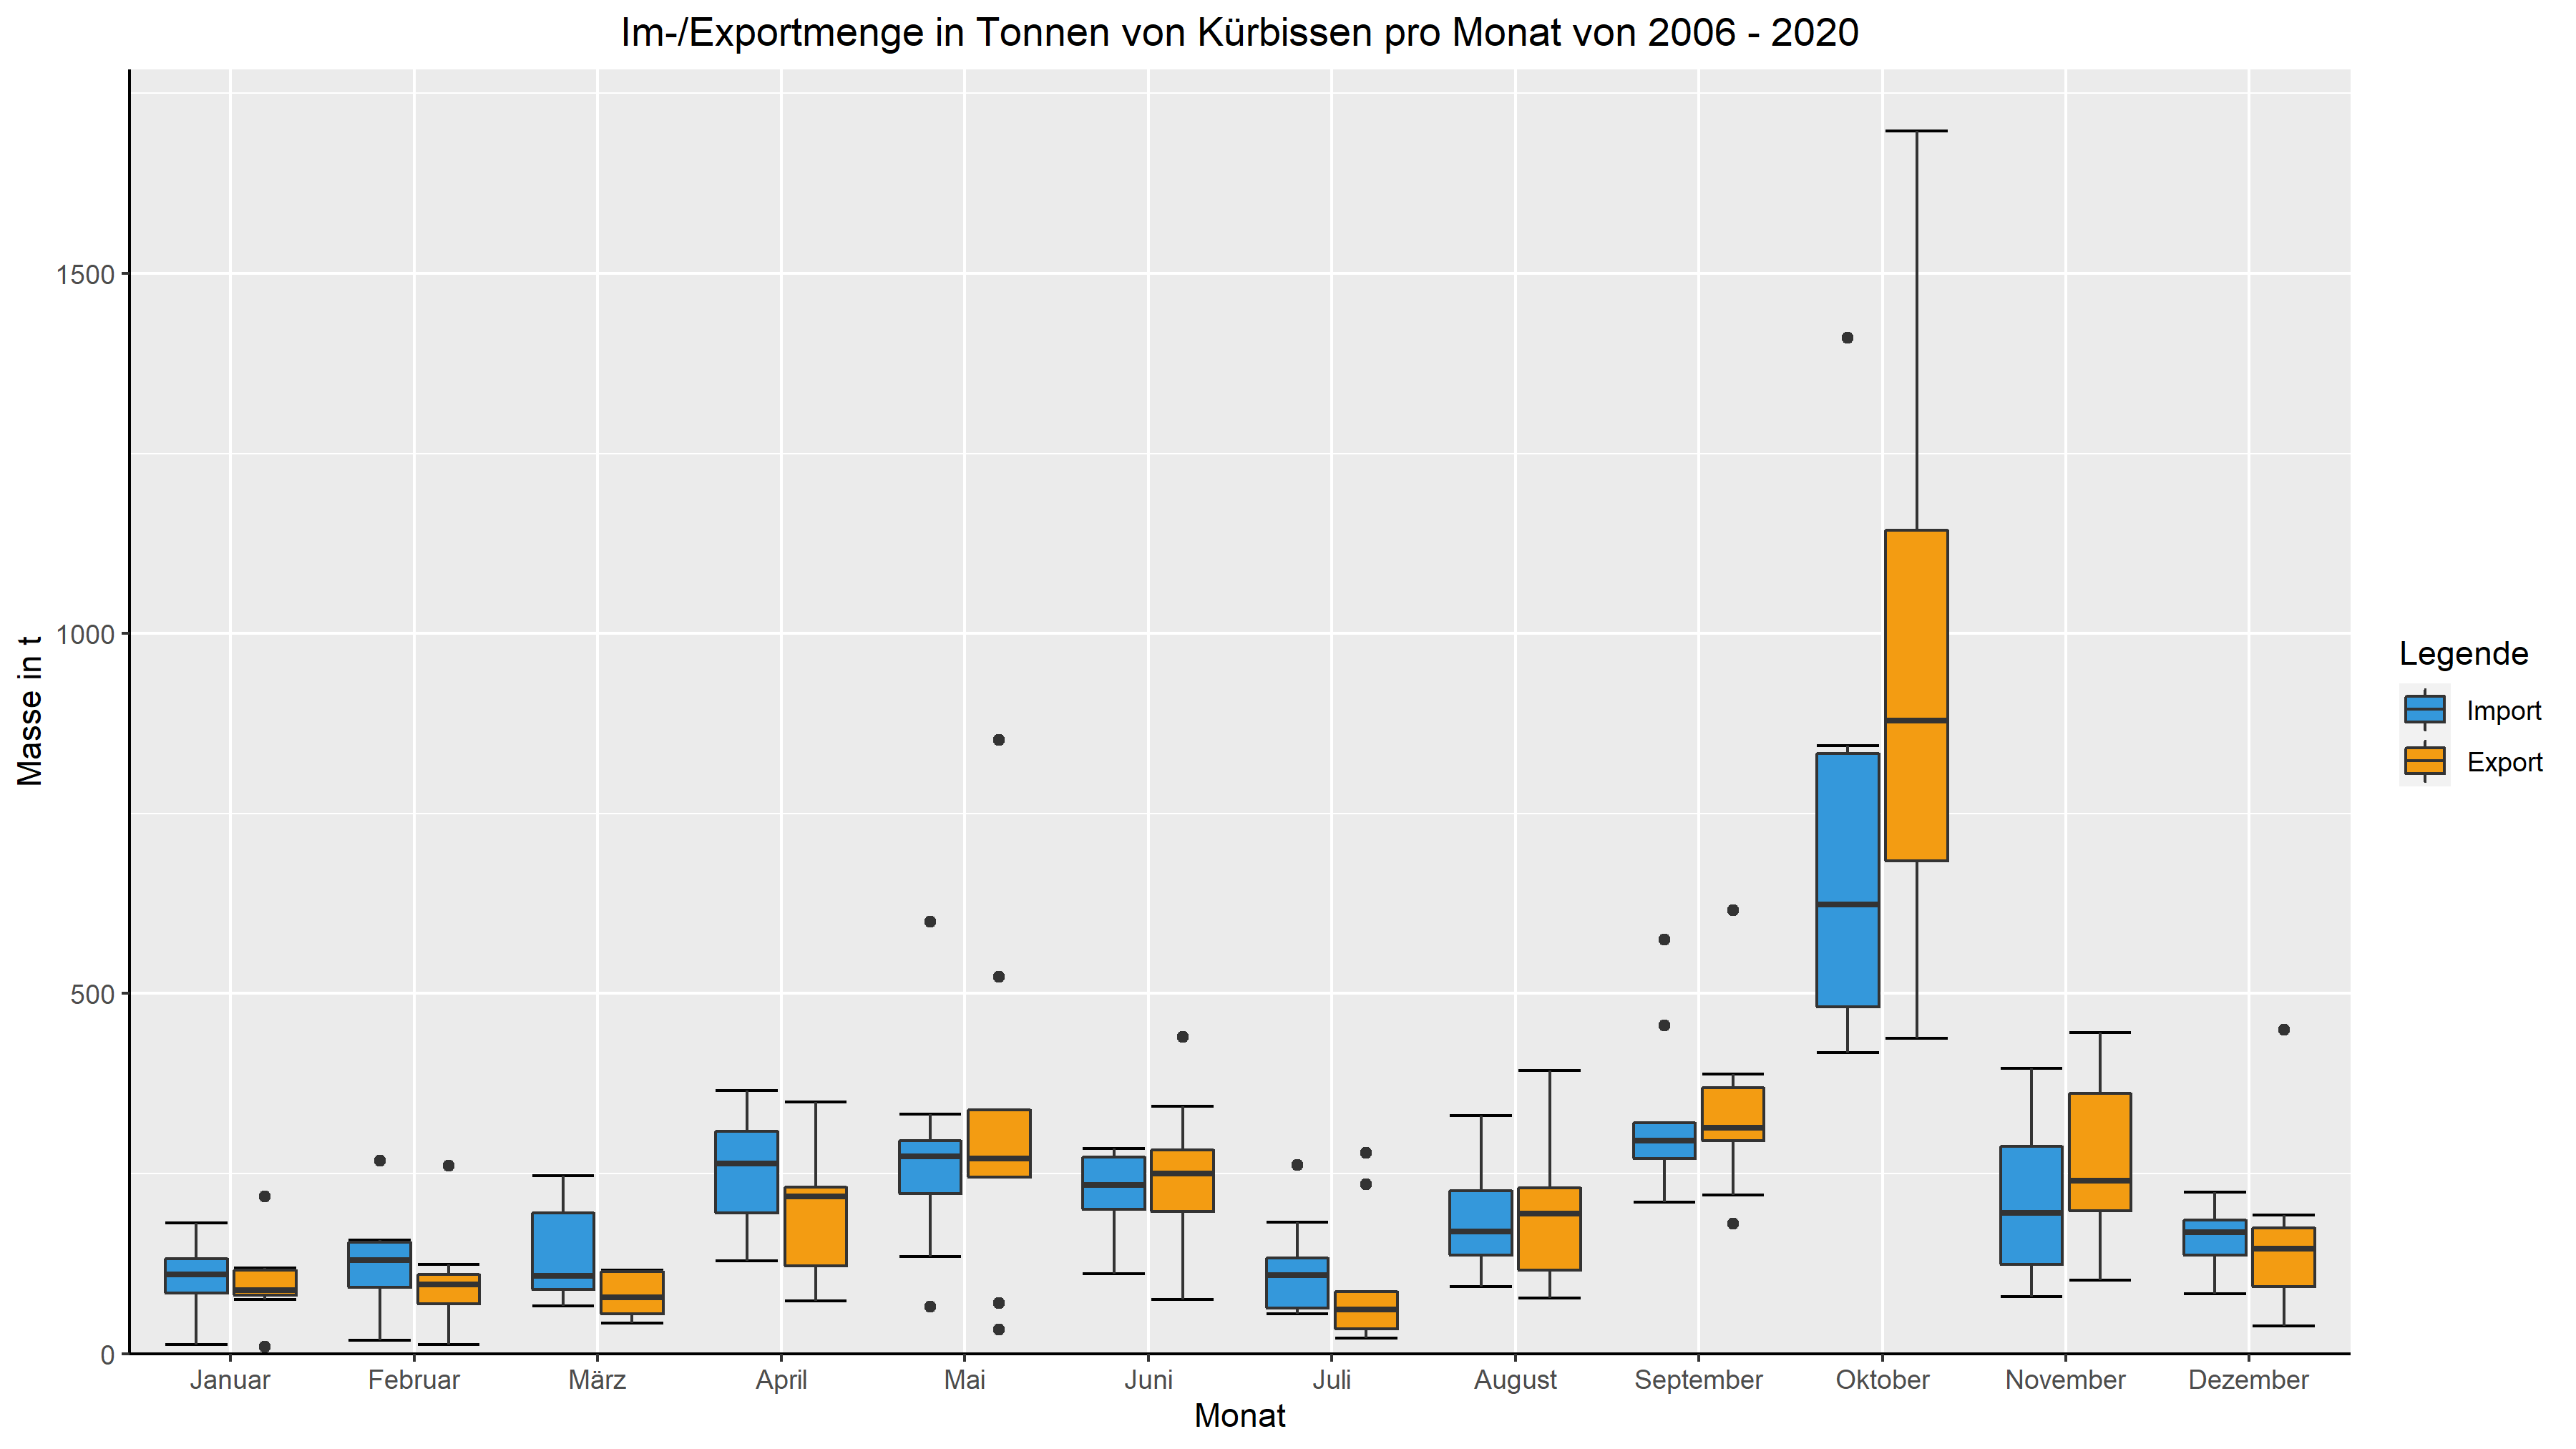 Im-/Exportmenge in Tonnen von Kürbissen pro Monat von 2006 - 2020
Masse in t
1500
1000
500
0
Januar Februar März April Mai Juni Juli August September Oktober November Dezember
Monat
Legende
Import
Export